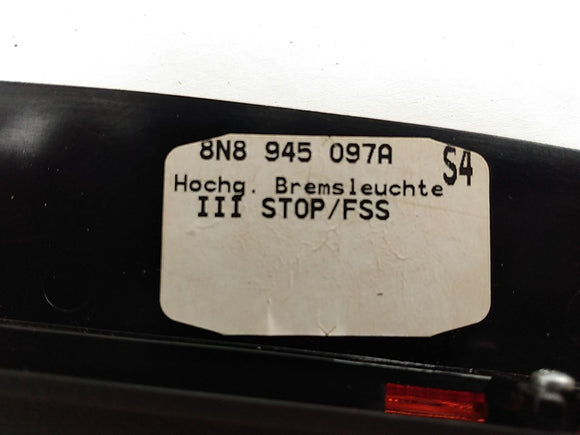 8N8 945 097A
S4
Hochg. Bremsleuchte
III STOP/FSS